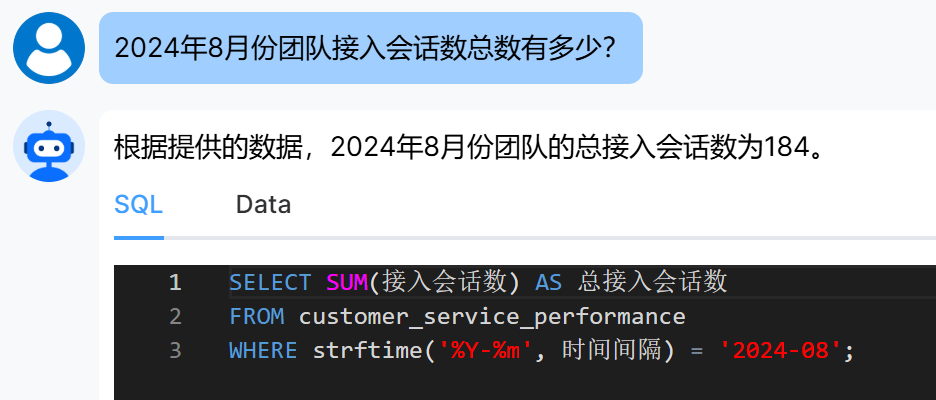 2024年8月份团队接入会话数总数有多少？
根据提供的数据，2024年8月份团队的总接入会话数为184。
SQL Data
1 SELECT SUM(接入会话数) AS 总接入会话数
2 FROM customer_service_performance
3 WHERE strftime('%Y-%m', 时间间隔) = '2024-08';